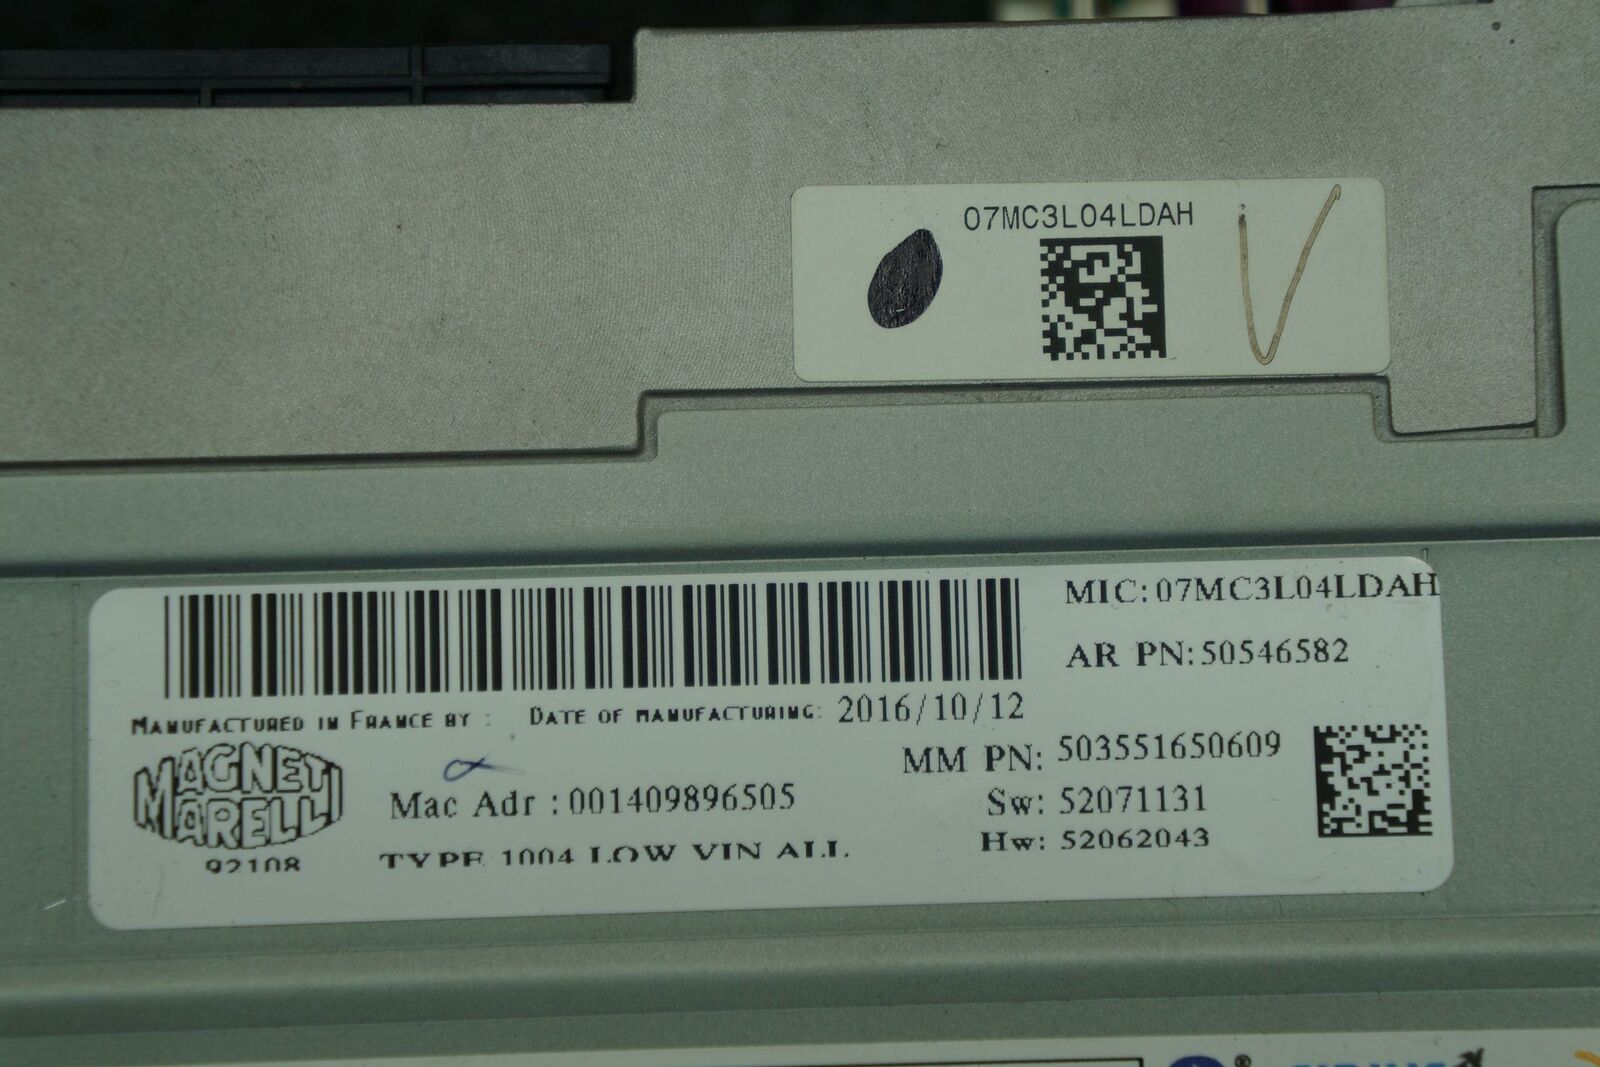 07MC3L04LDAH
MIC:07MC3L04LDAH
AR PN:50546582
MANUFACTURED IN FRANCE BY : DATE OF MANUFACTURING: 2016/10/12
MAGNETI MARELLI
92108
MM PN: 503551650609
Mac Adr :001409896505
Sw: 52071131
TYPE 1004 LOW VIN ALL
Hw: 52062043
®